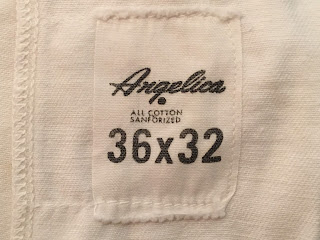 Angelica
ALL COTTON
SANFORIZED
36x32